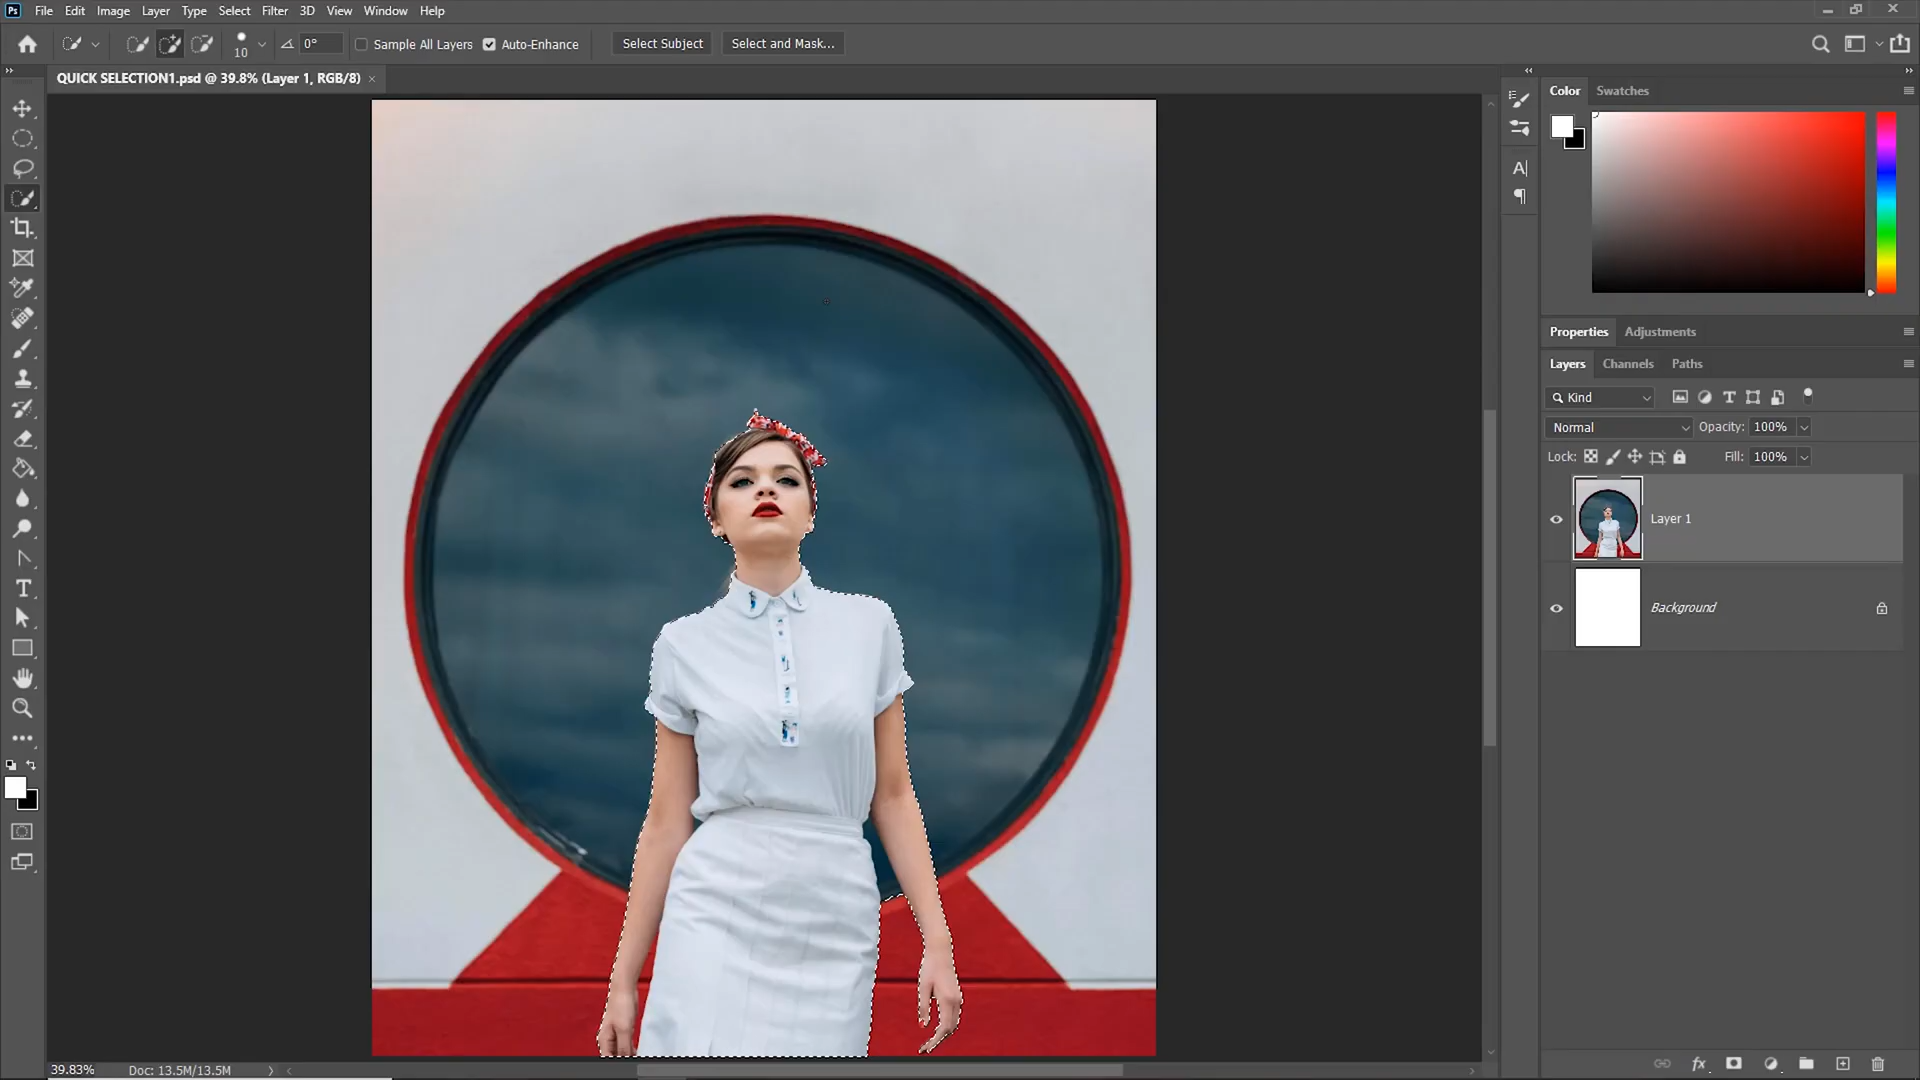 Ps File Edit Image Layer Type Select Filter 3D View Window Help
10 0° Sample All Layers Auto-Enhance Select Subject Select and Mask...
QUICK SELECTION1.psd @ 39.8% (Layer 1, RGB/8) ×
Color Swatches
Properties Adjustments
Layers Channels Paths
Kind
Normal Opacity: 100%
Lock: Fill: 100%
Layer 1
Background
39.83% Doc: 13.5M/13.5M